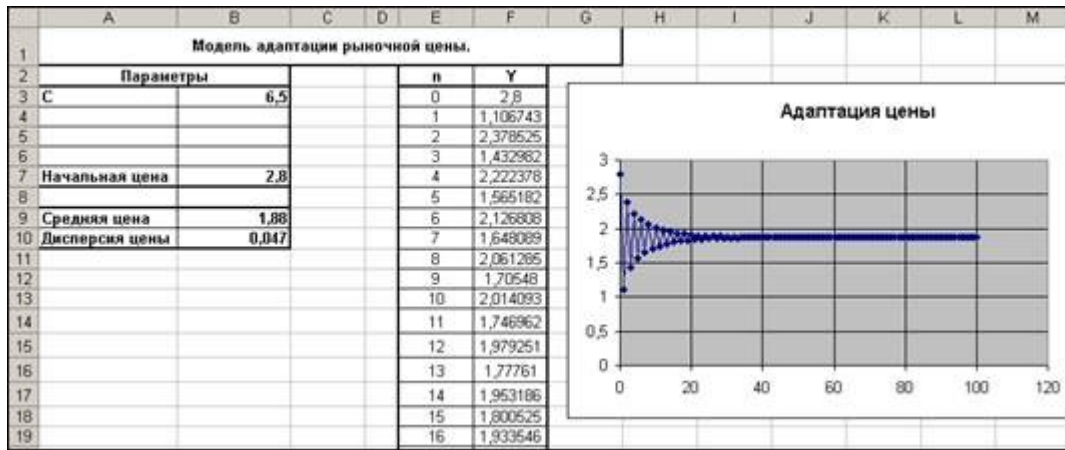 A B C D E F G H I J K L M
1 Модель адаптации рыночной цены.
2 Параметры n Y
3 С 6,5 0 2,8
4 1 1,106743
5 2 2,378525
6 3 1,432982
7 Начальная цена 2,8 4 2,222378
8 5 1,565182
9 Средняя цена 1,88 6 2,126808
10 Дисперсия цены 0,047 7 1,648089
11 8 2,061285
12 9 1,70548
13 10 2,014093
14 11 1,746962
15 12 1,979251
16 13 1,77761
17 14 1,953186
18 15 1,800525
19 16 1,933546
Адаптация цены
3
2,5
2
1,5
1
0,5
0
0 20 40 60 80 100 120